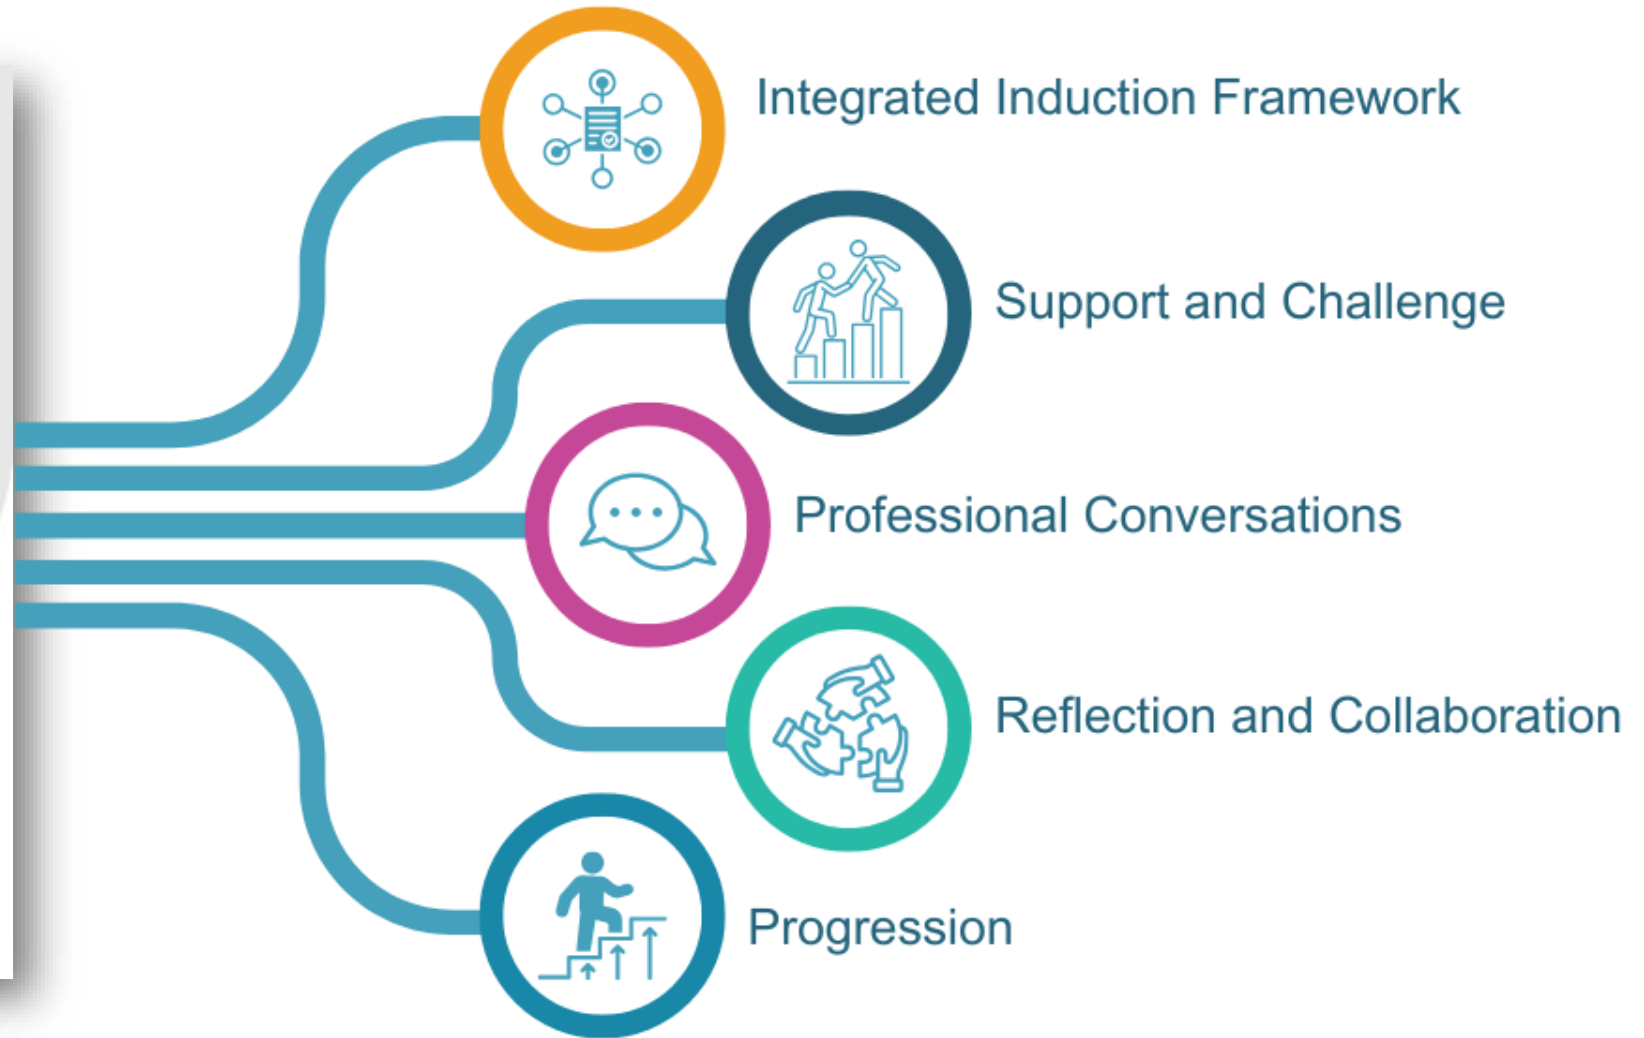 Integrated Induction Framework
Support and Challenge
Professional Conversations
Reflection and Collaboration
Progression